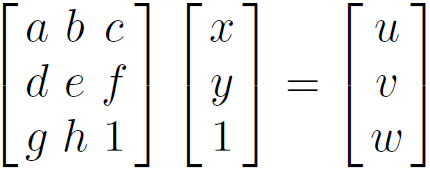 a b c x u
d e f y = v
g h 1 1 w